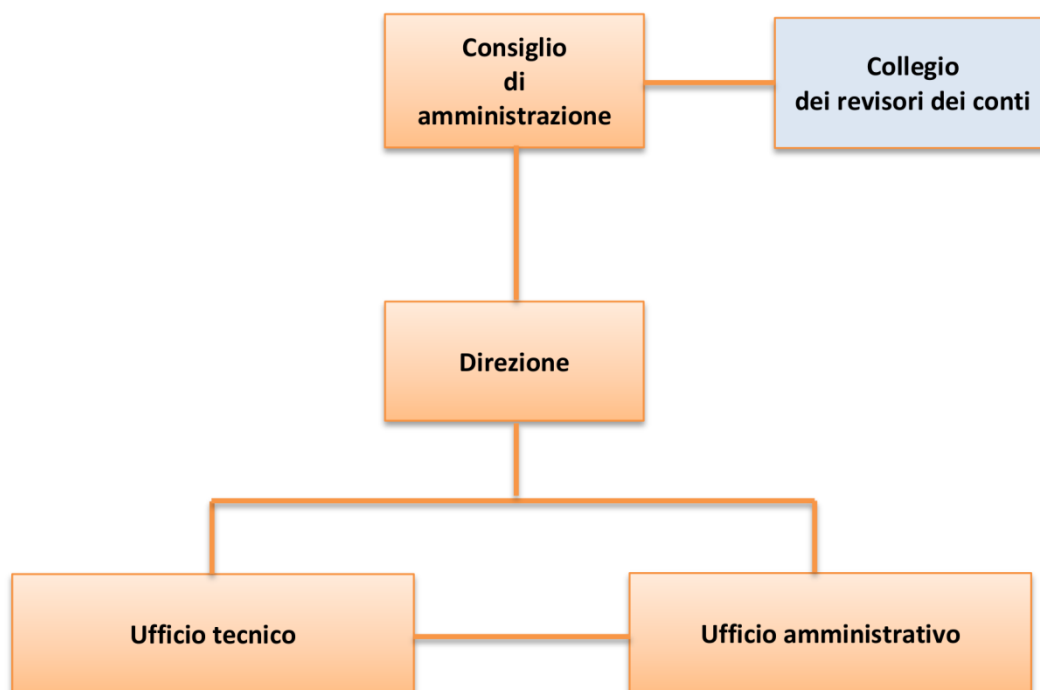 Consiglio
di
amministrazione
Collegio
dei revisori dei conti
Direzione
Ufficio tecnico
Ufficio amministrativo